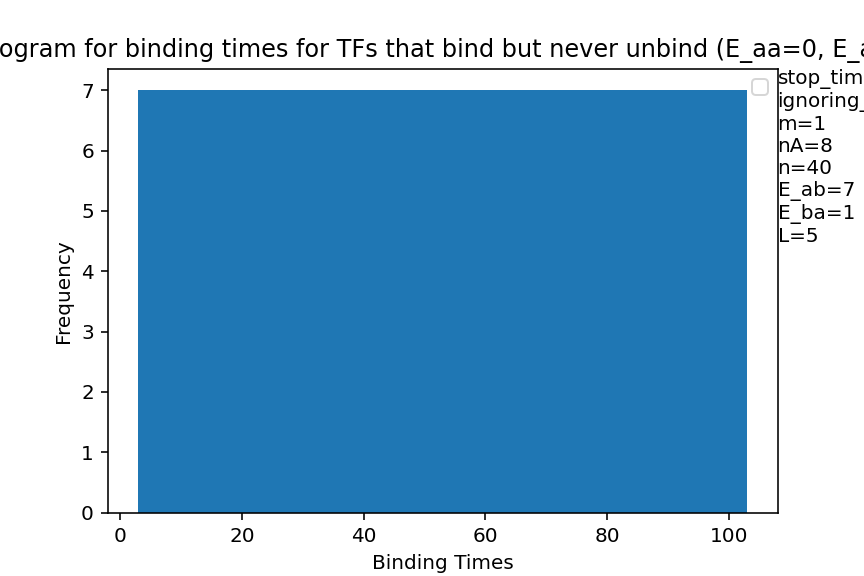 ogram for binding times for TFs that bind but never unbind (E_aa=0, E_a
stop_tim
ignoring_
m=1
nA=8
n=40
E_ab=7
E_ba=1
L=5
7
6
5
4
3
2
1
0
Frequency
0 20 40 60 80 100
Binding Times